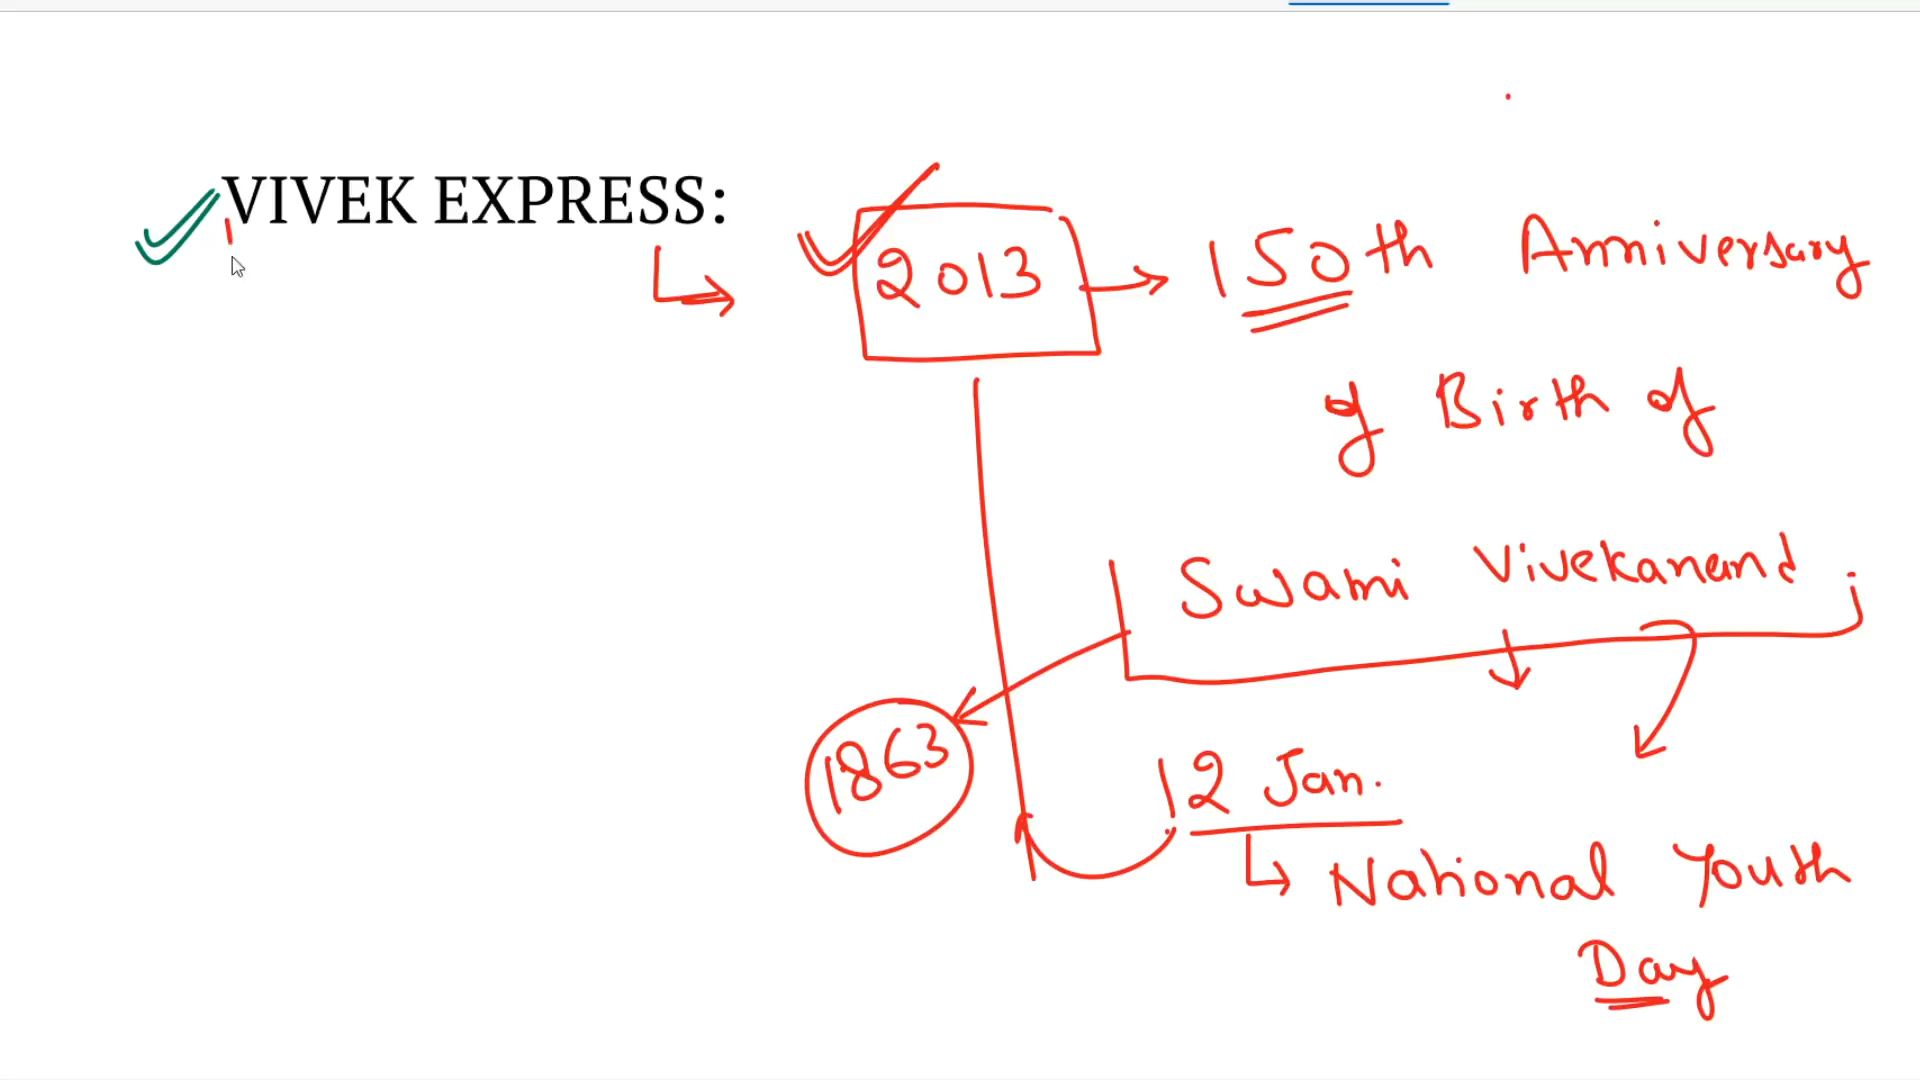 VIVEK EXPRESS:
2013 → 150th Anniversary
of Birth of
Swami Vivekanand
1863
12 Jan.
National Youth
Day